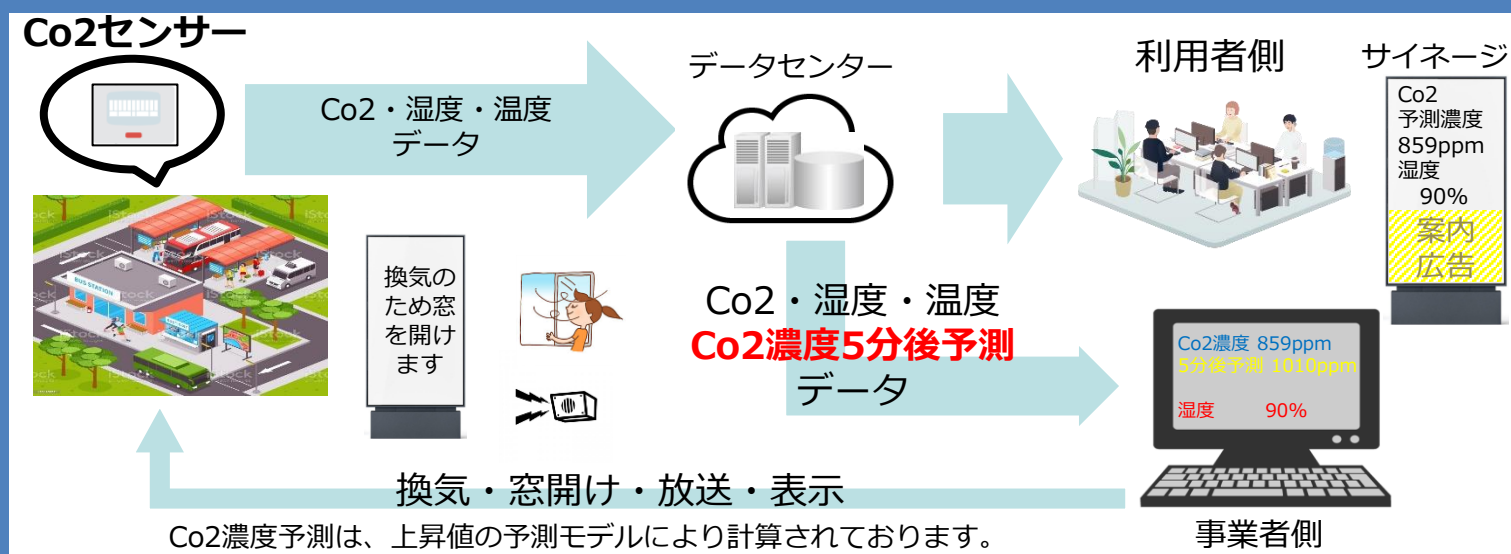 Co2センサー
Co2・湿度・温度
データ
データセンター
利用者側
サイネージ
Co2
予測濃度
859ppm
湿度
90%
案内
広告
iStock
BUS STATION
換気の
ため窓
を開け
ます
Co2・湿度・温度
Co2濃度5分後予測
データ
Co2濃度 859ppm
5分後予測 1010ppm
湿度 90%
換気・窓開け・放送・表示
Co2濃度予測は、上昇値の予測モデルにより計算されております。
事業者側